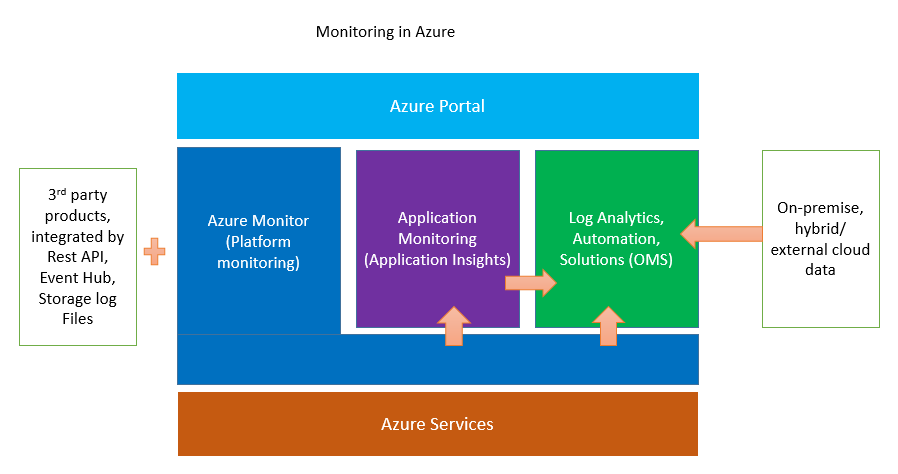 Monitoring in Azure
Azure Portal
3rd party
products,
integrated by
Rest API,
Event Hub,
Storage log
Files
Azure Monitor
(Platform
monitoring)
Application
Monitoring
(Application Insights)
Log Analytics,
Automation,
Solutions (OMS)
On-premise,
hybrid/
external cloud
data
Azure Services